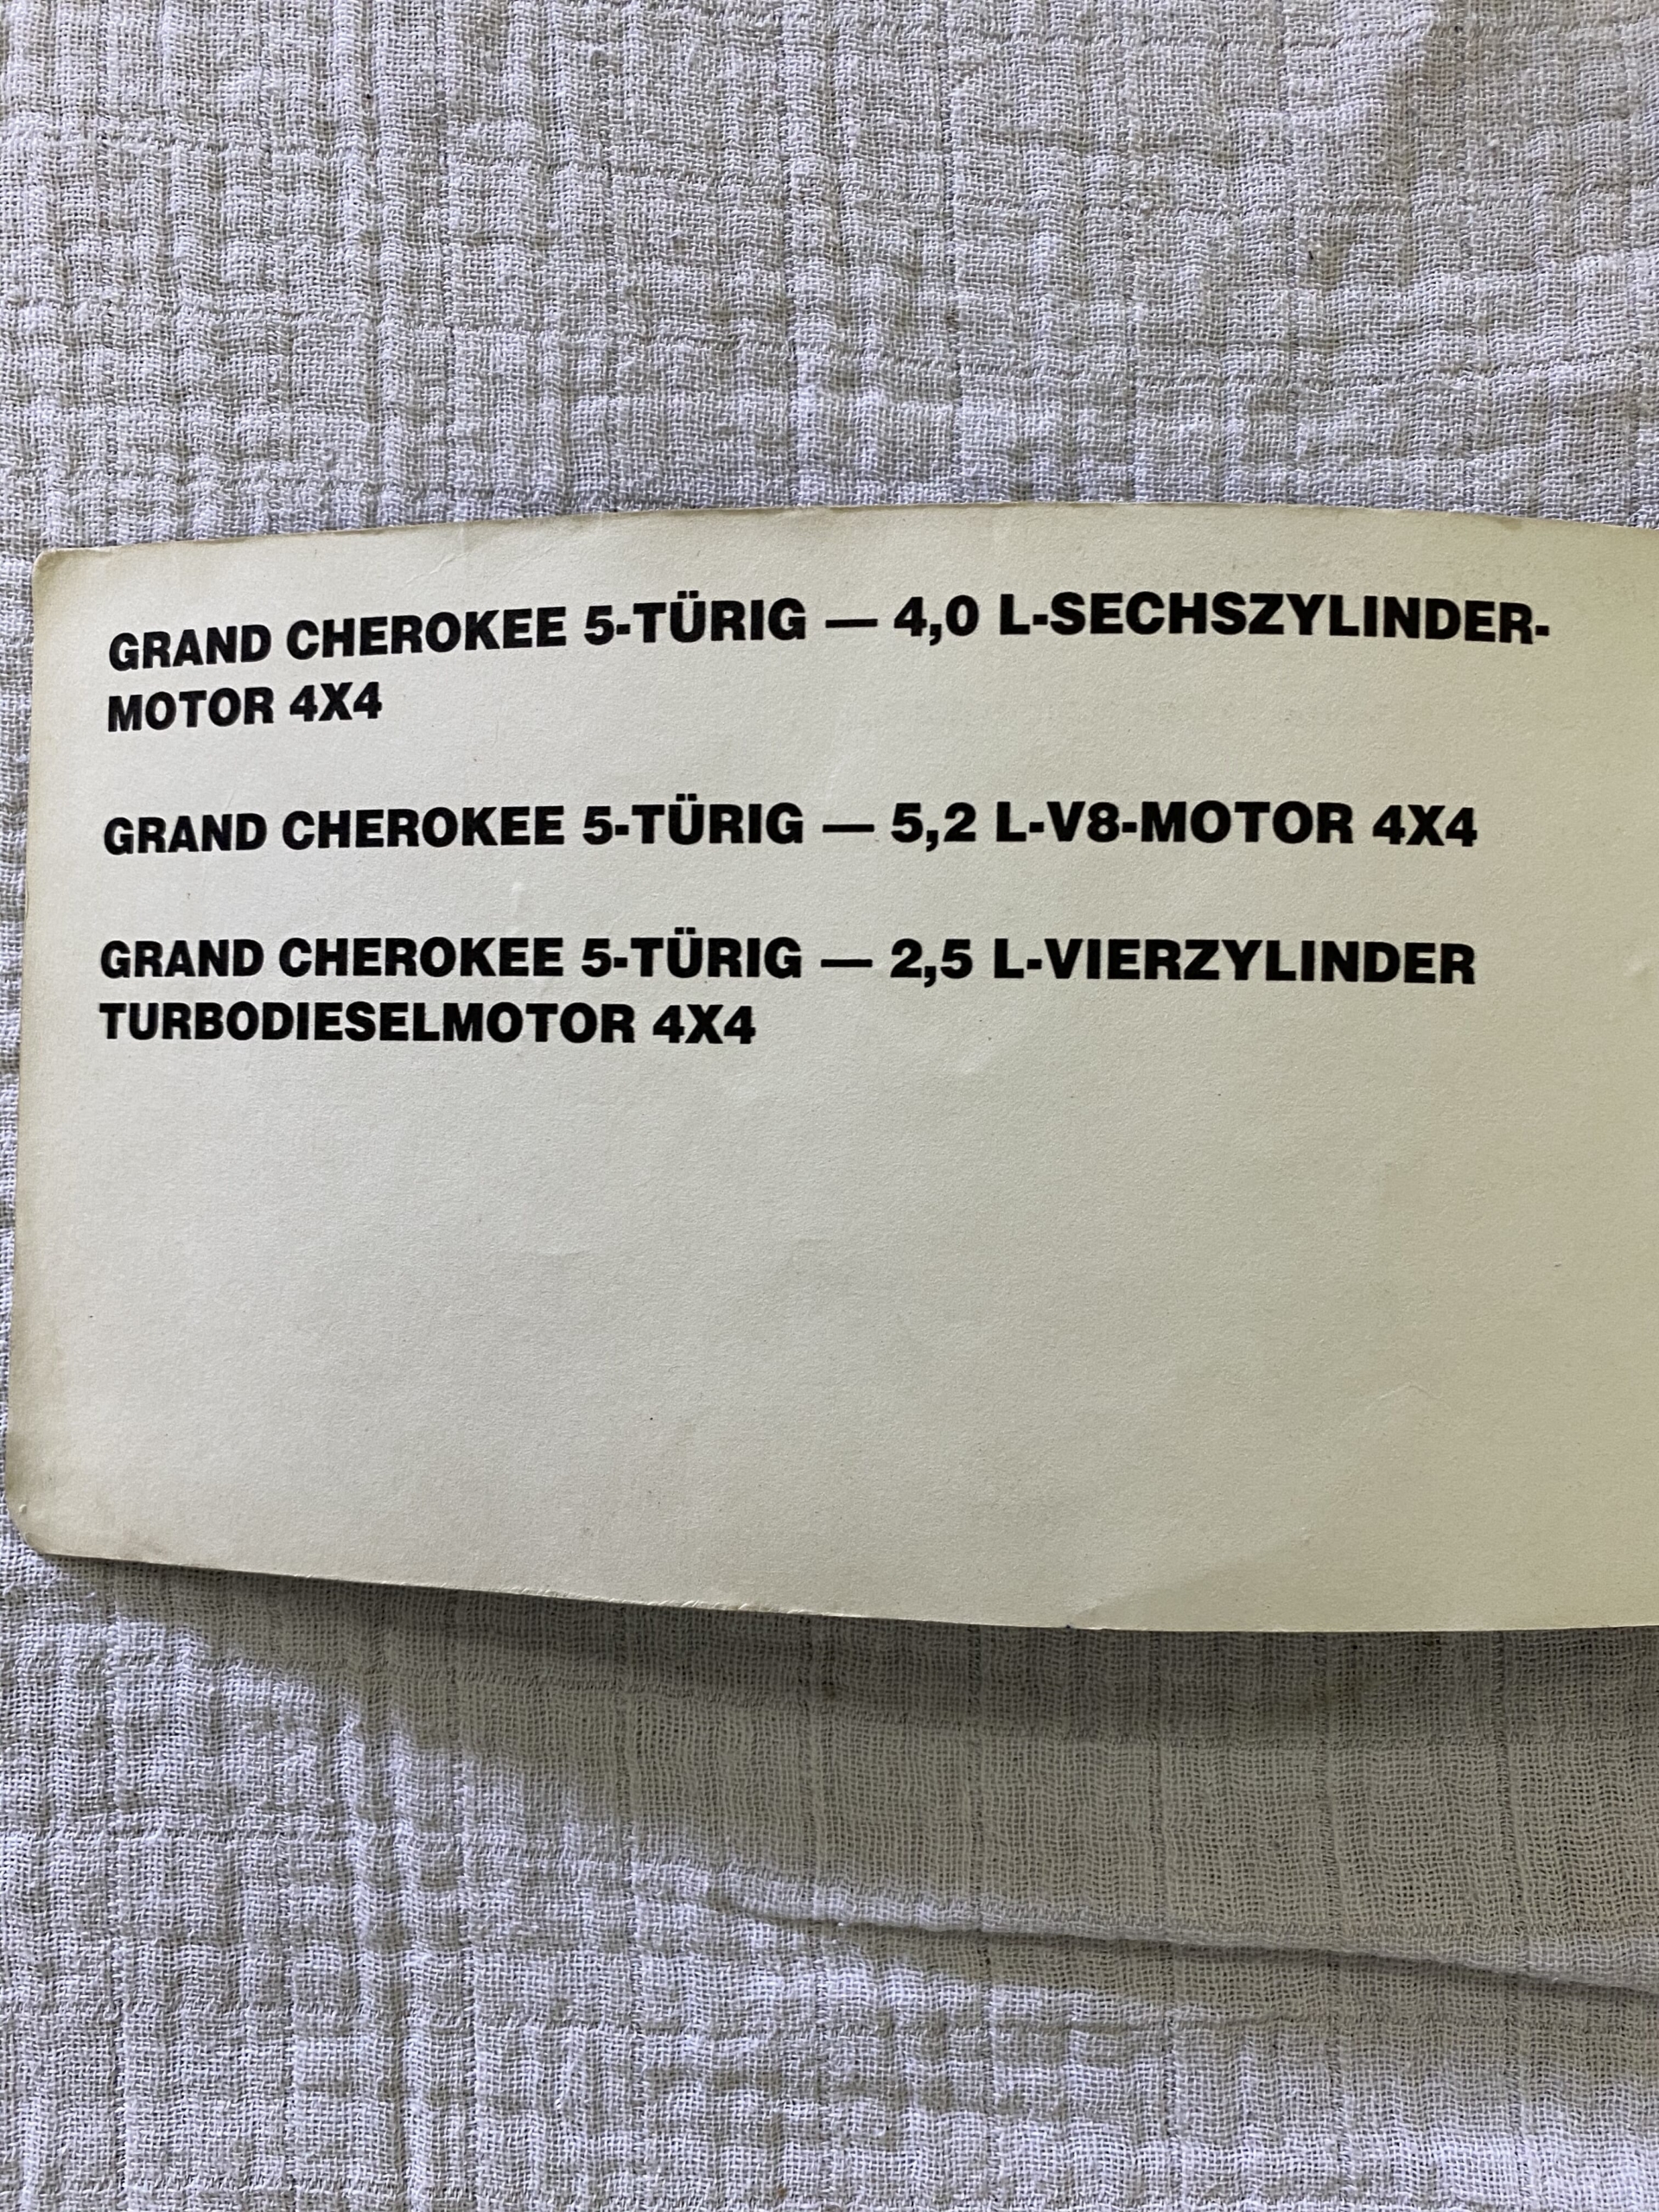 GRAND CHEROKEE 5-TÜRIG — 4,0 L-SECHSZYLINDER-
MOTOR 4X4
GRAND CHEROKEE 5-TÜRIG — 5,2 L-V8-MOTOR 4X4
GRAND CHEROKEE 5-TÜRIG — 2,5 L-VIERZYLINDER
TURBODIESELMOTOR 4X4